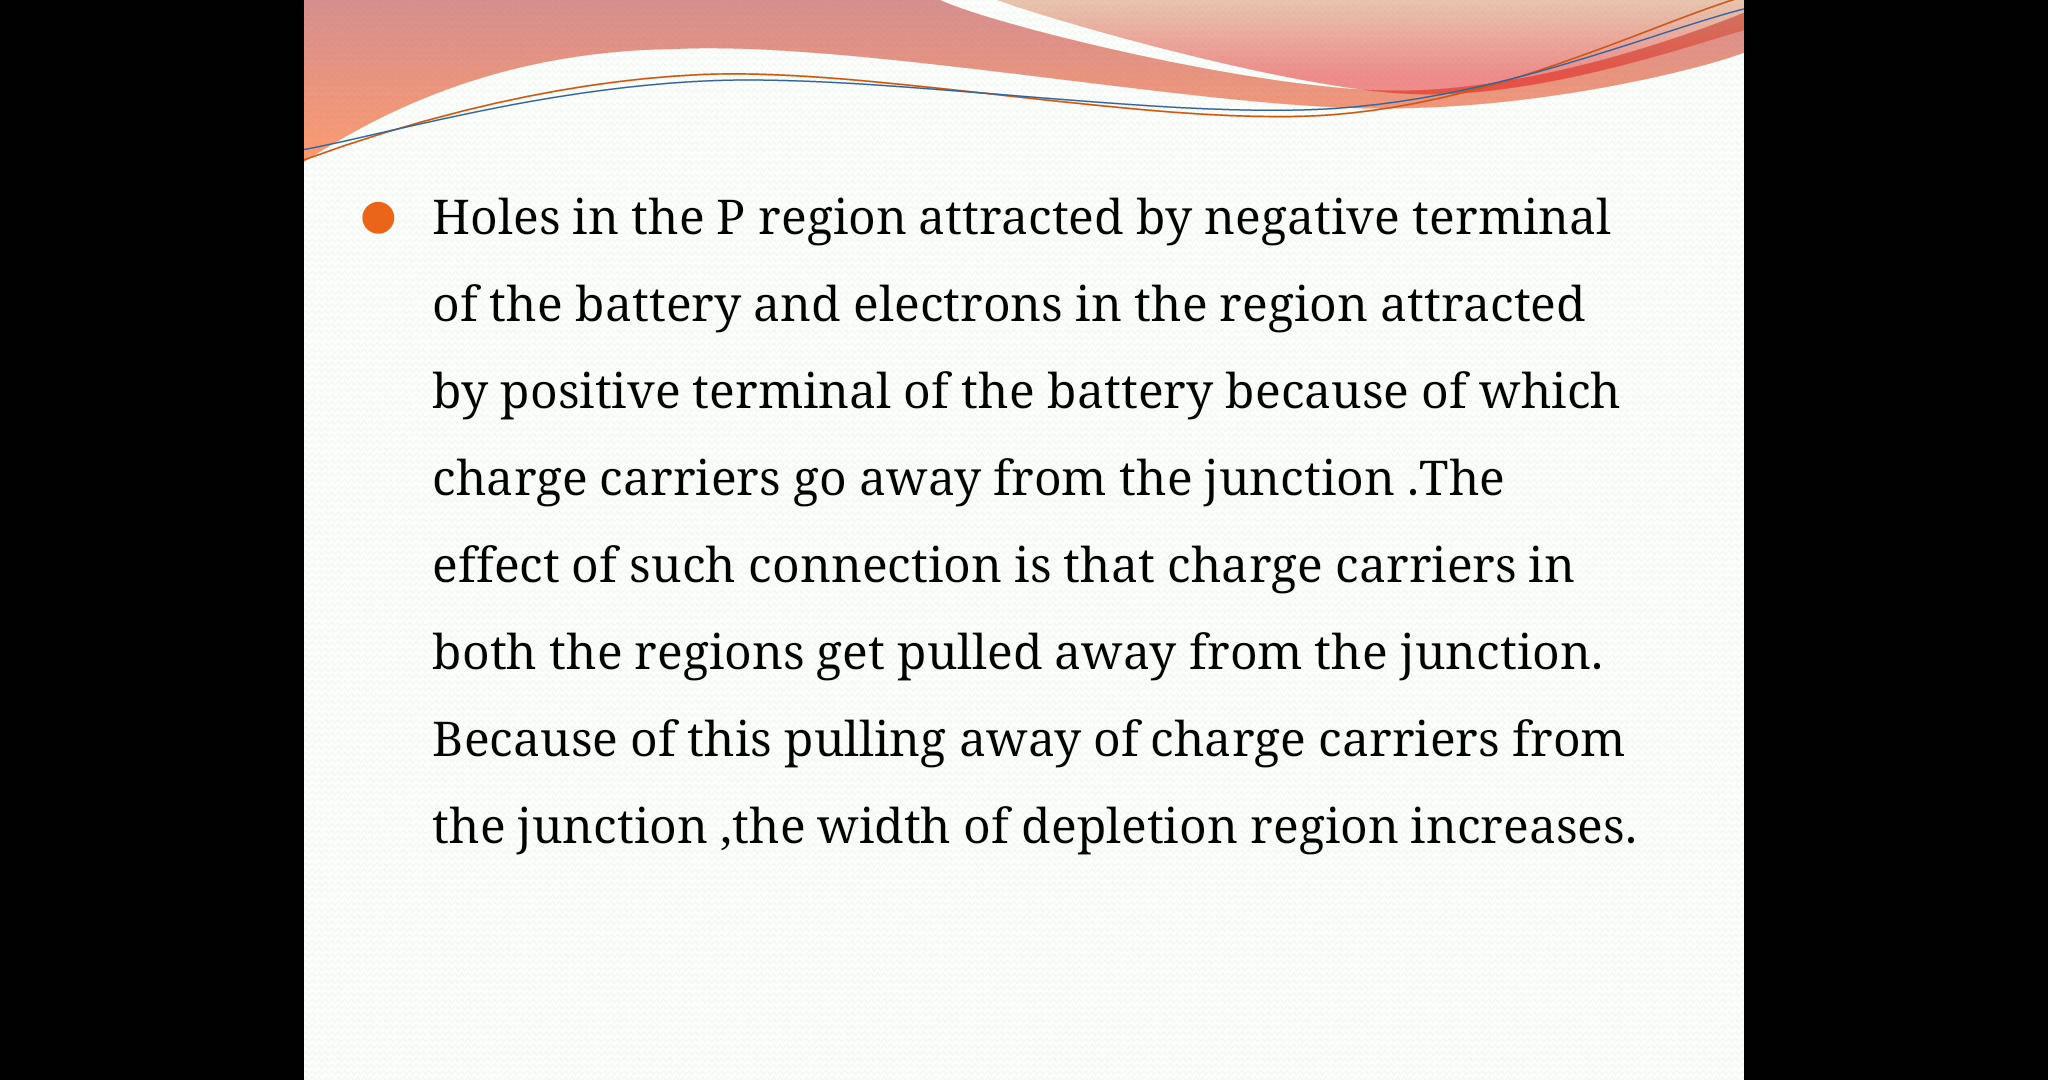 Holes in the P region attracted by negative terminal
of the battery and electrons in the region attracted
by positive terminal of the battery because of which
charge carriers go away from the junction .The
effect of such connection is that charge carriers in
both the regions get pulled away from the junction.
Because of this pulling away of charge carriers from
the junction ,the width of depletion region increases.